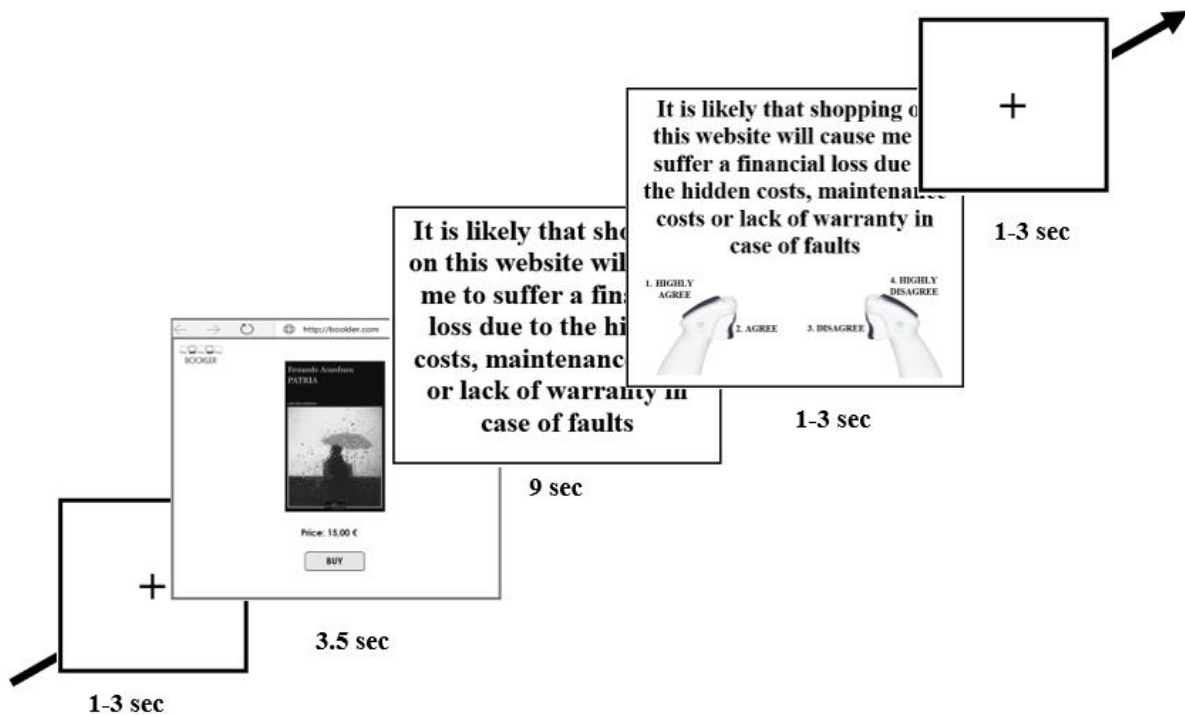 It is likely that shopping o
this website will cause me
suffer a financial loss due
the hidden costs, maintenance
costs or lack of warranty in
case of faults
1. HIGHLY
AGREE
2. AGREE
3. DISAGREE
4. HIGHLY
DISAGREE
1-3 sec
1-3 sec
It is likely that sho
on this website wil
me to suffer a fin
loss due to the hi
costs, maintenanc
or lack of warranty in
case of faults
9 sec
http://bookler.com
BOOKLER
Fernando Aramburu
PATRIA
Price: 15,00 €
BUY
3.5 sec
1-3 sec